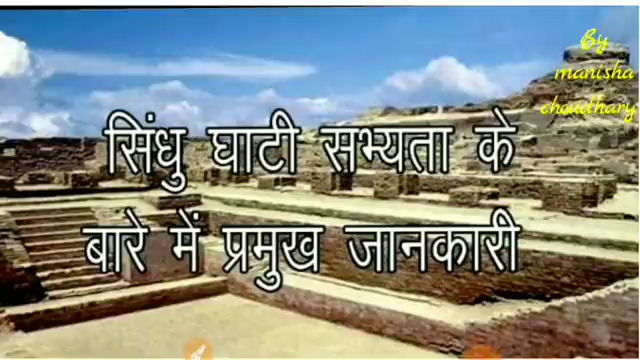 By
manisha
choudhary
सिंधु घाटी सभ्यता के
बारे में प्रमुख जानकारी